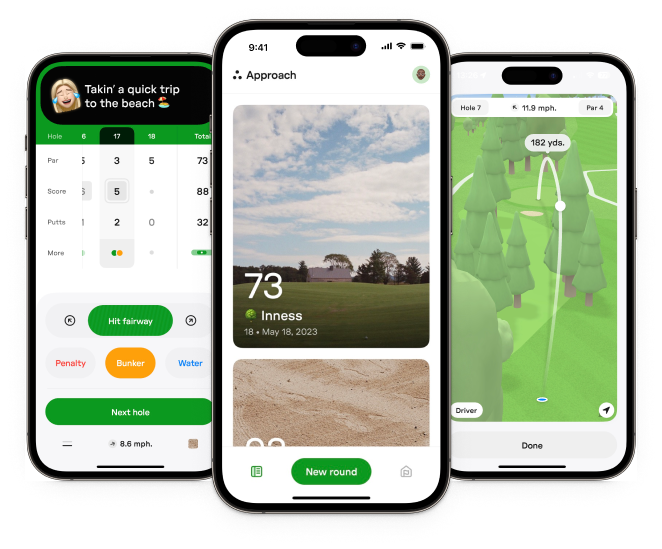 Takin' a quick trip
to the beach 🏖️
Hole 6 17 18 Total
Par 5 3 5 73
Score 5 88
Putts 2 0 32
More
Hit fairway
Penalty Bunker Water
Next hole
8.6 mph.
9:41
Approach
73
Inness
18 • May 18, 2023
New round
Hole 7 11.9 mph. Par 4
182 yds.
Driver
Done